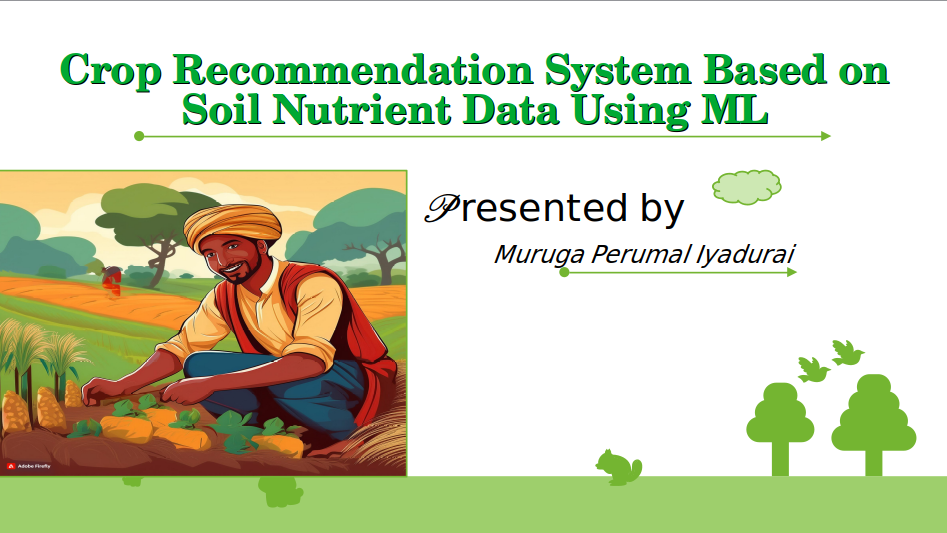 Crop Recommendation System Based on
Soil Nutrient Data Using ML
Presented by
Muruga Perumal Iyadurai
Adobe Firefly